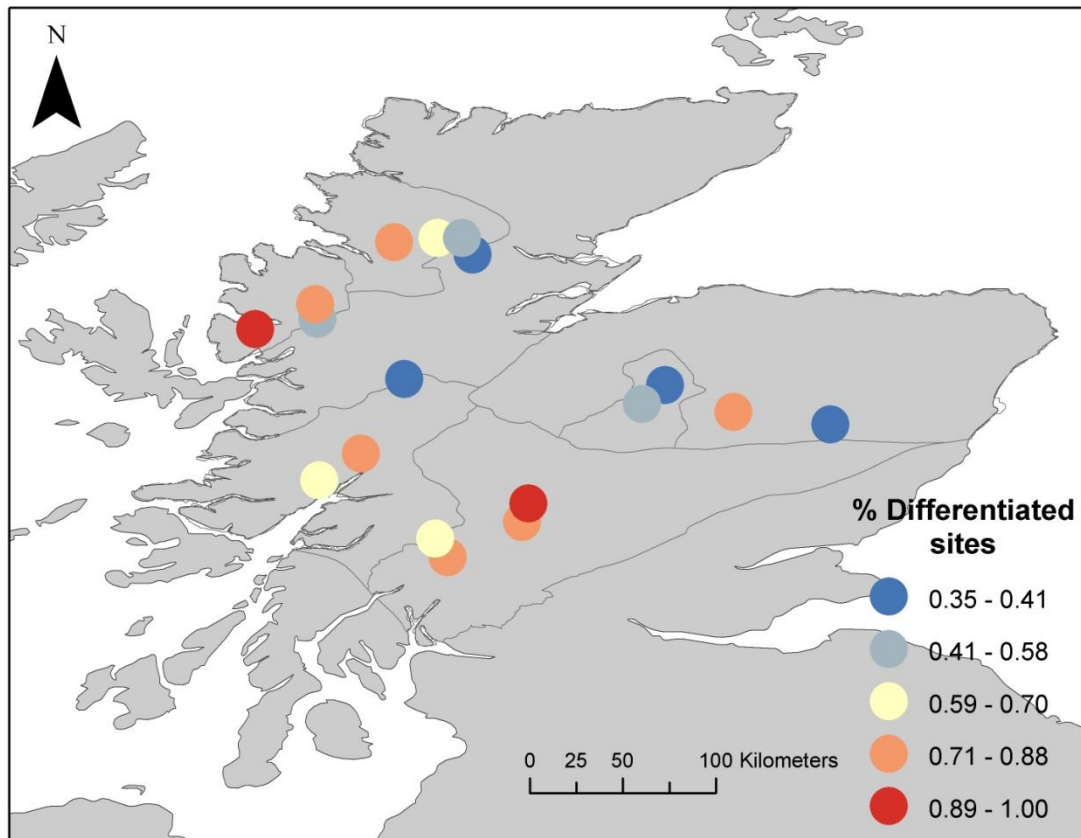 N
% Differentiated
sites
0.35 - 0.41
0.41 - 0.58
0.59 - 0.70
0.71 - 0.88
0.89 - 1.00
0 25 50 100 Kilometers